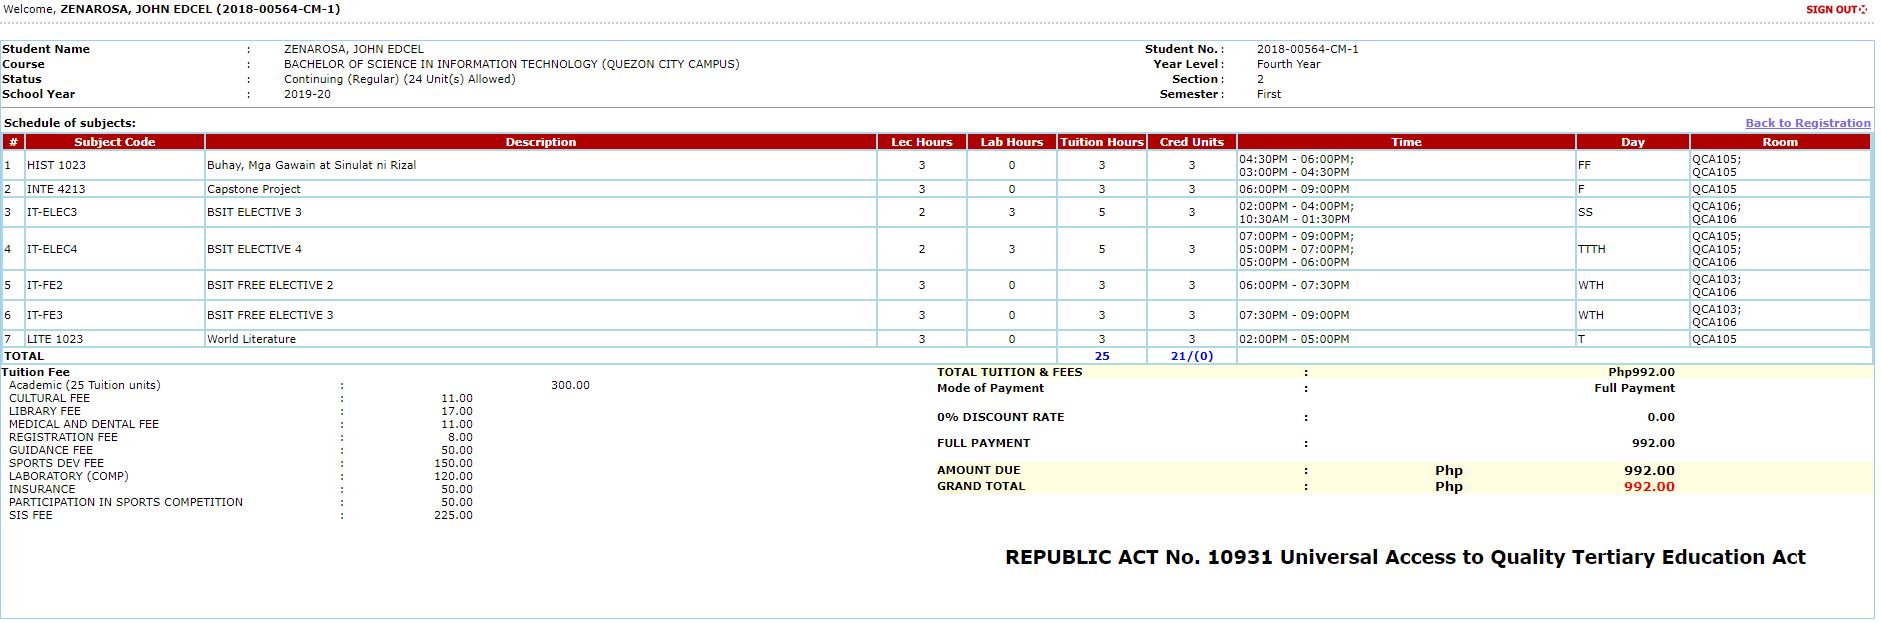 Welcome, ZENAROSA, JOHN EDCEL (2018-00564-CM-1) SIGN OUT
Student Name : ZENAROSA, JOHN EDCEL Student No. : 2018-00564-CM-1
Course : BACHELOR OF SCIENCE IN INFORMATION TECHNOLOGY (QUEZON CITY CAMPUS) Year Level : Fourth Year
Status : Continuing (Regular) (24 Unit(s) Allowed) Section : 2
School Year : 2019-20 Semester : First
Schedule of subjects: Back to Registration
# Subject Code Description Lec Hours Lab Hours Tuition Hours Cred Units Time Day Room
1 HIST 1023 Buhay, Mga Gawain at Sinulat ni Rizal 3 0 3 3 04:30PM - 06:00PM; FF QCA105;
03:00PM - 04:30PM QCA105
2 INTE 4213 Capstone Project 3 0 3 3 06:00PM - 09:00PM F QCA105
3 IT-ELEC3 BSIT ELECTIVE 3 2 3 5 3 02:00PM - 04:00PM; SS QCA106;
10:30AM - 01:30PM QCA106
4 IT-ELEC4 BSIT ELECTIVE 4 2 3 5 3 07:00PM - 09:00PM; TTTH QCA105;
05:00PM - 07:00PM; QCA105;
05:00PM - 06:00PM QCA106
5 IT-FE2 BSIT FREE ELECTIVE 2 3 0 3 3 06:00PM - 07:30PM WTH QCA103;
QCA106
6 IT-FE3 BSIT FREE ELECTIVE 3 3 0 3 3 07:30PM - 09:00PM WTH QCA103;
QCA106
7 LITE 1023 World Literature 3 0 3 3 02:00PM - 05:00PM T QCA105
TOTAL 25 21/(0)
Tuition Fee
Academic (25 Tuition units) : 300.00
CULTURAL FEE : 11.00
LIBRARY FEE : 17.00
MEDICAL AND DENTAL FEE : 11.00
REGISTRATION FEE : 8.00
GUIDANCE FEE : 50.00
SPORTS DEV FEE : 150.00
LABORATORY (COMP) : 120.00
INSURANCE : 50.00
PARTICIPATION IN SPORTS COMPETITION : 50.00
SIS FEE : 225.00
TOTAL TUITION & FEES : Php992.00
Mode of Payment : Full Payment
0% DISCOUNT RATE : 0.00
FULL PAYMENT : 992.00
AMOUNT DUE : Php 992.00
GRAND TOTAL : Php 992.00
REPUBLIC ACT No. 10931 Universal Access to Quality Tertiary Education Act